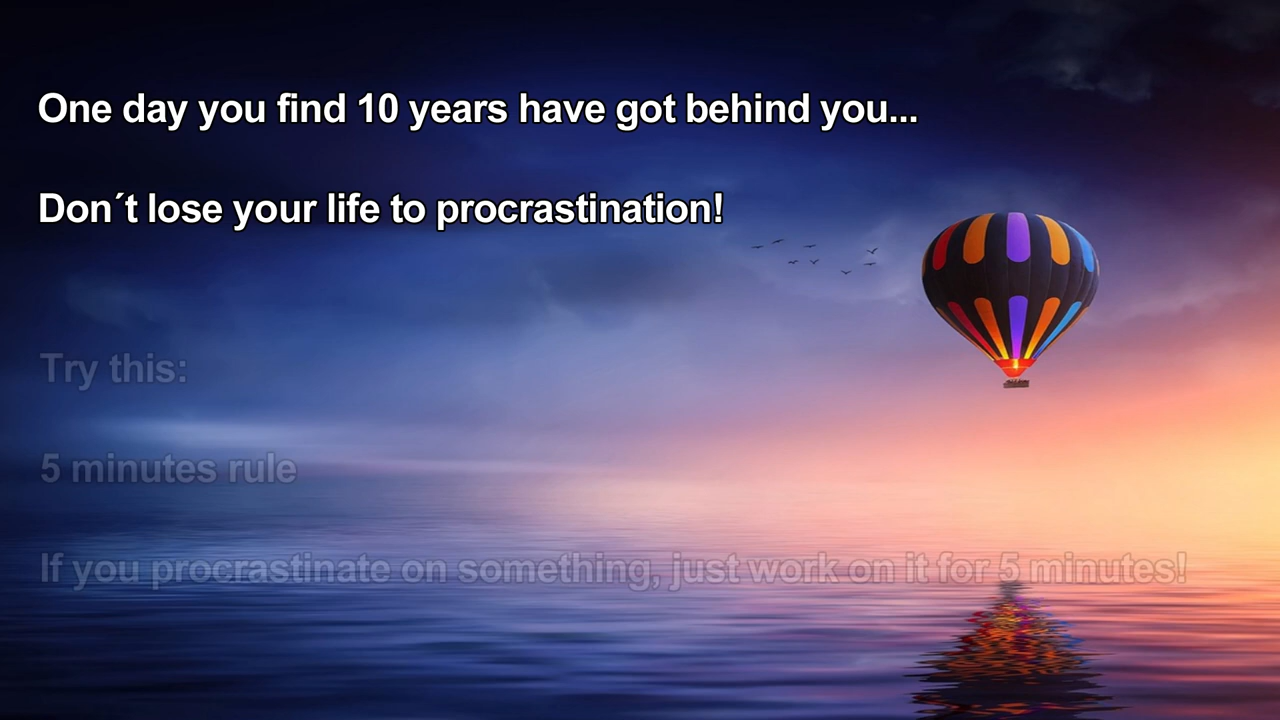 One day you find 10 years have got behind you...
Don´t lose your life to procrastination!
Try this:
5 minutes rule
If you procrastinate on something, just work on it for 5 minutes!